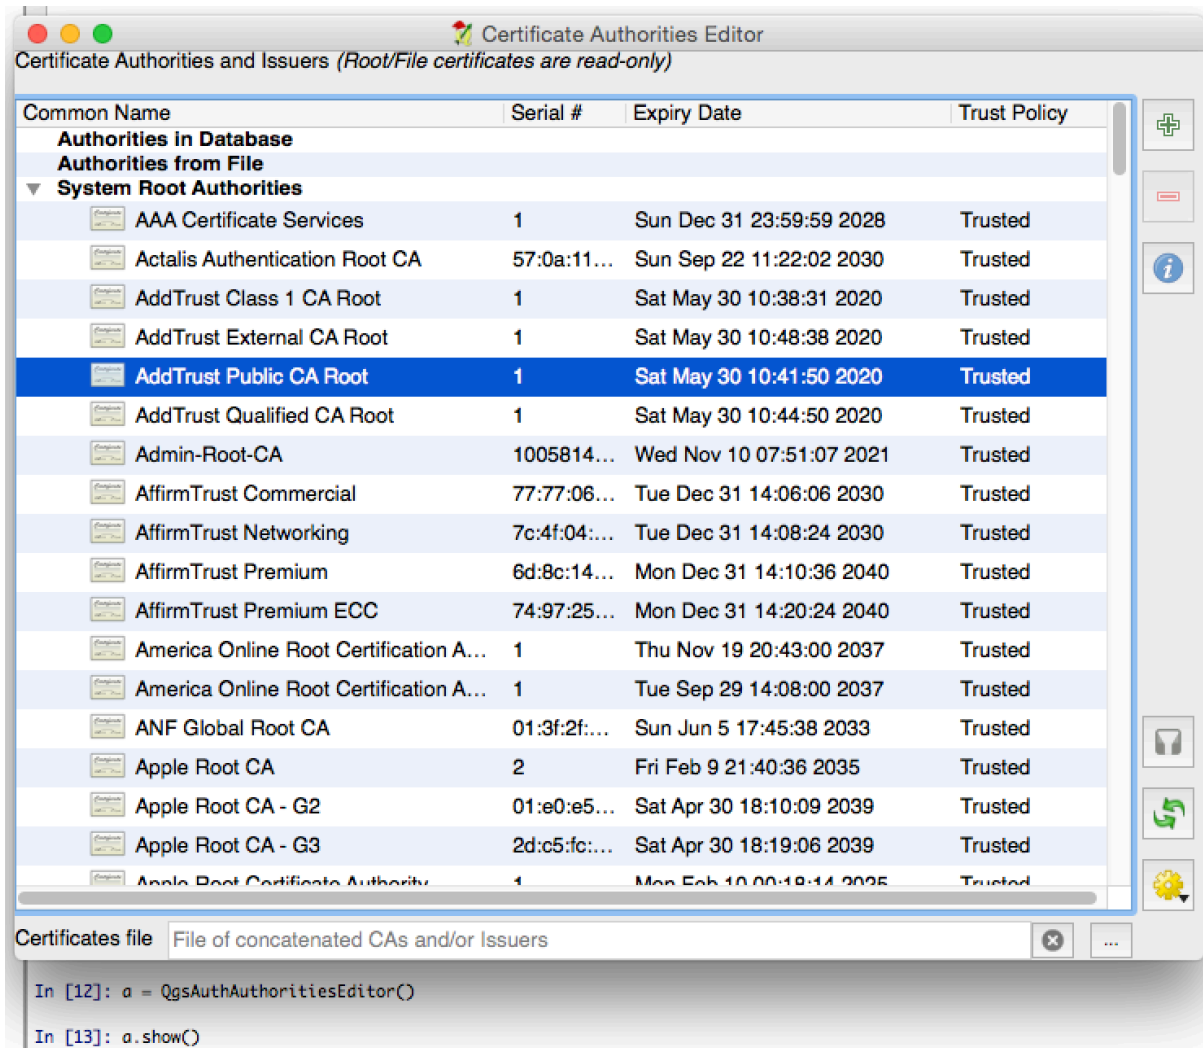 Certificate Authorities Editor
Certificate Authorities and Issuers (Root/File certificates are read-only)
Common Name Serial # Expiry Date Trust Policy
Authorities in Database
Authorities from File
System Root Authorities
AAA Certificate Services 1 Sun Dec 31 23:59:59 2028 Trusted
Actalis Authentication Root CA 57:0a:11... Sun Sep 22 11:22:02 2030 Trusted
AddTrust Class 1 CA Root 1 Sat May 30 10:38:31 2020 Trusted
AddTrust External CA Root 1 Sat May 30 10:48:38 2020 Trusted
AddTrust Public CA Root 1 Sat May 30 10:41:50 2020 Trusted
AddTrust Qualified CA Root 1 Sat May 30 10:44:50 2020 Trusted
Admin-Root-CA 1005814... Wed Nov 10 07:51:07 2021 Trusted
AffirmTrust Commercial 77:77:06... Tue Dec 31 14:06:06 2030 Trusted
AffirmTrust Networking 7c:4f:04:... Tue Dec 31 14:08:24 2030 Trusted
AffirmTrust Premium 6d:8c:14... Mon Dec 31 14:10:36 2040 Trusted
AffirmTrust Premium ECC 74:97:25... Mon Dec 31 14:20:24 2040 Trusted
America Online Root Certification A... 1 Thu Nov 19 20:43:00 2037 Trusted
America Online Root Certification A... 1 Tue Sep 29 14:08:00 2037 Trusted
ANF Global Root CA 01:3f:2f:... Sun Jun 5 17:45:38 2033 Trusted
Apple Root CA 2 Fri Feb 9 21:40:36 2035 Trusted
Apple Root CA - G2 01:e0:e5... Sat Apr 30 18:10:09 2039 Trusted
Apple Root CA - G3 2d:c5:fc:... Sat Apr 30 18:19:06 2039 Trusted
Apple Root Certificate Authority 1 Mon Feb 10 00:18:14 2025 Trusted
Certificates file File of concatenated CAs and/or Issuers ...
In [12]: a = QgsAuthAuthoritiesEditor()
In [13]: a.show()